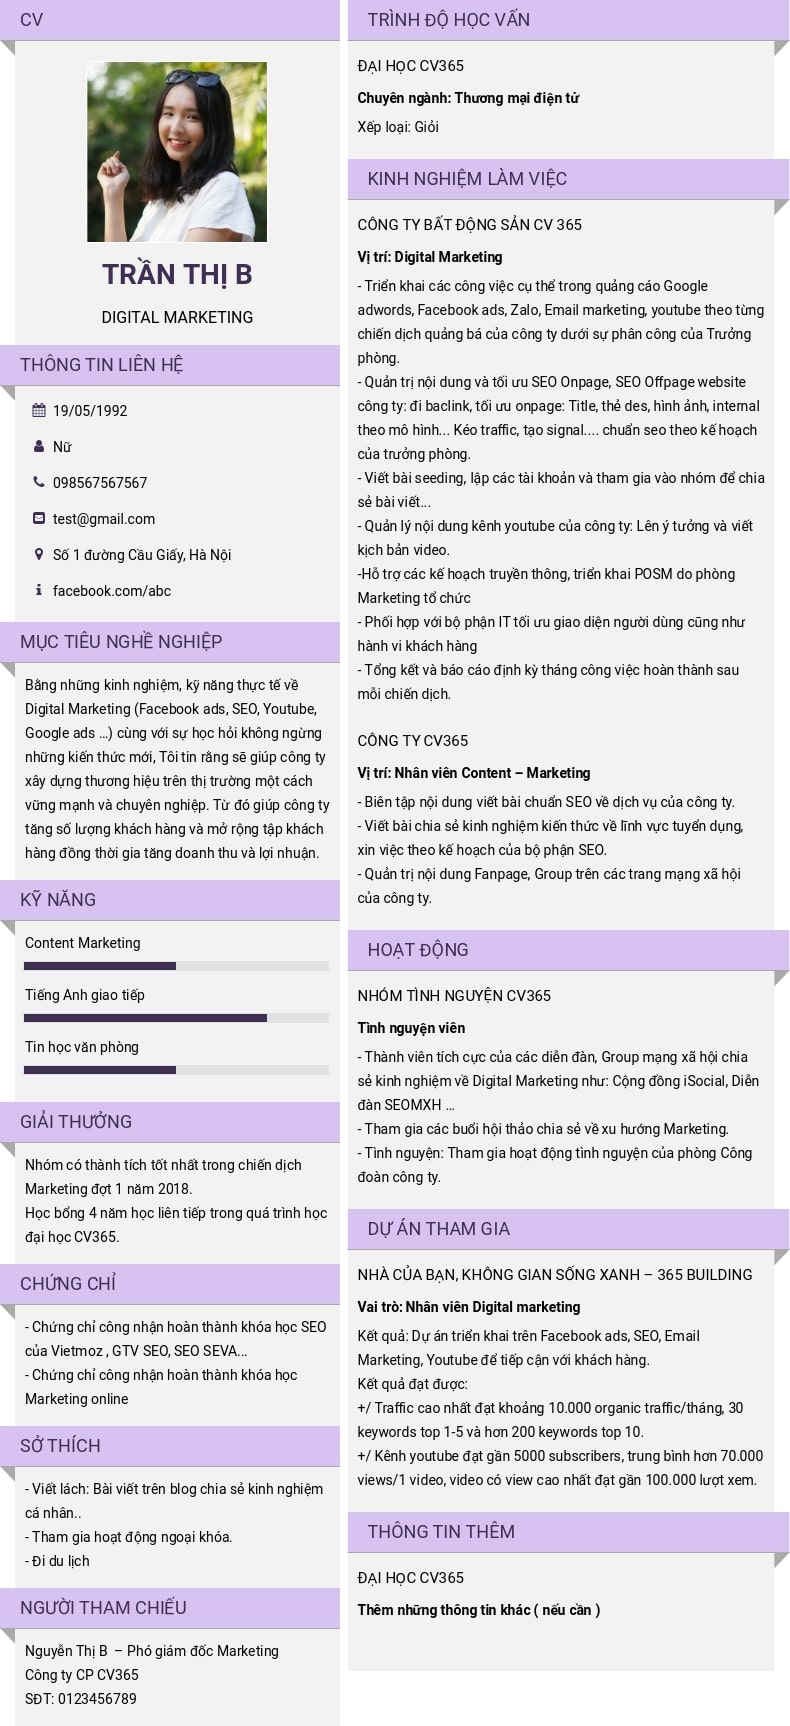 CV
TRẦN THỊ B
DIGITAL MARKETING
THÔNG TIN LIÊN HỆ
19/05/1992
Nữ
098567567567
test@gmail.com
Số 1 đường Cầu Giấy, Hà Nội
facebook.com/abc
MỤC TIÊU NGHỀ NGHIỆP
Bằng những kinh nghiệm, kỹ năng thực tế về
Digital Marketing (Facebook ads, SEO, Youtube,
Google ads ...) cùng với sự học hỏi không ngừng
những kiến thức mới, Tôi tin rằng sẽ giúp công ty
xây dựng thương hiệu trên thị trường một cách
vững mạnh và chuyên nghiệp. Từ đó giúp công ty
tăng số lượng khách hàng và mở rộng tập khách
hàng đồng thời gia tăng doanh thu và lợi nhuận.
KỸ NĂNG
Content Marketing
Tiếng Anh giao tiếp
Tin học văn phòng
GIẢI THƯỞNG
Nhóm có thành tích tốt nhất trong chiến dịch
Marketing đợt 1 năm 2018.
Học bổng 4 năm học liên tiếp trong quá trình học
đại học CV365.
CHỨNG CHỈ
- Chứng chỉ công nhận hoàn thành khóa học SEO
của Vietmoz , GTV SEO, SEO SEVA...
- Chứng chỉ công nhận hoàn thành khóa học
Marketing online
SỞ THÍCH
- Viết lách: Bài viết trên blog chia sẻ kinh nghiệm
cá nhân..
- Tham gia hoạt động ngoại khóa.
- Đi du lịch
NGƯỜI THAM CHIẾU
Nguyễn Thị B – Phó giám đốc Marketing
Công ty CP CV365
SĐT: 0123456789
TRÌNH ĐỘ HỌC VẤN
ĐẠI HỌC CV365
Chuyên ngành: Thương mại điện tử
Xếp loại: Giỏi
KINH NGHIỆM LÀM VIỆC
CÔNG TY BẤT ĐỘNG SẢN CV 365
Vị trí: Digital Marketing
- Triển khai các công việc cụ thể trong quảng cáo Google
adwords, Facebook ads, Zalo, Email marketing, youtube theo từng
chiến dịch quảng bá của công ty dưới sự phân công của Trưởng
phòng.
- Quản trị nội dung và tối ưu SEO Onpage, SEO Offpage website
công ty: đi baclink, tối ưu onpage: Title, thẻ des, hình ảnh, internal
theo mô hình... Kéo traffic, tạo signal.... chuẩn seo theo kế hoạch
của trưởng phòng.
- Viết bài seeding, lập các tài khoản và tham gia vào nhóm để chia
sẻ bài viết...
- Quản lý nội dung kênh youtube của công ty: Lên ý tưởng và viết
kịch bản video.
-Hỗ trợ các kế hoạch truyền thông, triển khai POSM do phòng
Marketing tổ chức
- Phối hợp với bộ phận IT tối ưu giao diện người dùng cũng như
hành vi khách hàng
- Tổng kết và báo cáo định kỳ tháng công việc hoàn thành sau
mỗi chiến dịch.
CÔNG TY CV365
Vị trí: Nhân viên Content – Marketing
- Biên tập nội dung viết bài chuẩn SEO về dịch vụ của công ty.
- Viết bài chia sẻ kinh nghiệm kiến thức về lĩnh vực tuyển dụng,
xin việc theo kế hoạch của bộ phận SEO.
- Quản trị nội dung Fanpage, Group trên các trang mạng xã hội
của công ty.
HOẠT ĐỘNG
NHÓM TÌNH NGUYỆN CV365
Tình nguyện viên
- Thành viên tích cực của các diễn đàn, Group mạng xã hội chia
sẻ kinh nghiệm về Digital Marketing như: Cộng đồng iSocial, Diễn
đàn SEOMXH ...
- Tham gia các buổi hội thảo chia sẻ về xu hướng Marketing.
- Tình nguyện: Tham gia hoạt động tình nguyện của phòng Công
đoàn công ty.
DỰ ÁN THAM GIA
NHÀ CỦA BẠN, KHÔNG GIAN SỐNG XANH – 365 BUILDING
Vai trò: Nhân viên Digital marketing
Kết quả: Dự án triển khai trên Facebook ads, SEO, Email
Marketing, Youtube để tiếp cận với khách hàng.
Kết quả đạt được:
+/ Traffic cao nhất đạt khoảng 10.000 organic traffic/tháng, 30
keywords top 1-5 và hơn 200 keywords top 10.
+/ Kênh youtube đạt gần 5000 subscribers, trung bình hơn 70.000
views/1 video, video có view cao nhất đạt gần 100.000 lượt xem.
THÔNG TIN THÊM
ĐẠI HỌC CV365
Thêm những thông tin khác ( nếu cần )